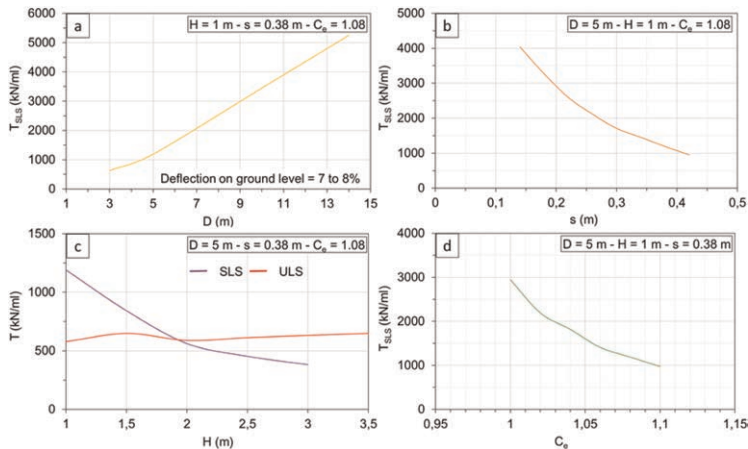 a
H = 1 m - s = 0.38 m - Cₑ = 1.08
T_SLS (kN/ml)
6000
5000
4000
3000
2000
1000
0
Deflection on ground level = 7 to 8%
1 3 5 7 9 11 13 15
D (m)
b
D = 5 m - H = 1 m - Cₑ = 1.08
T_SLS (kN/ml)
5000
4000
3000
2000
1000
0
0 0,1 0,2 0,3 0,4 0,5
s (m)
c
D = 5 m - s = 0.38 m - Cₑ = 1.08
SLS ULS
T (kN/ml)
1500
1000
500
0
1 1,5 2 2,5 3 3,5
H (m)
d
D = 5 m - H = 1 m - s = 0.38 m
T_SLS (kN/ml)
4000
3000
2000
1000
0
0,95 1 1,05 1,1 1,15
Cₑ